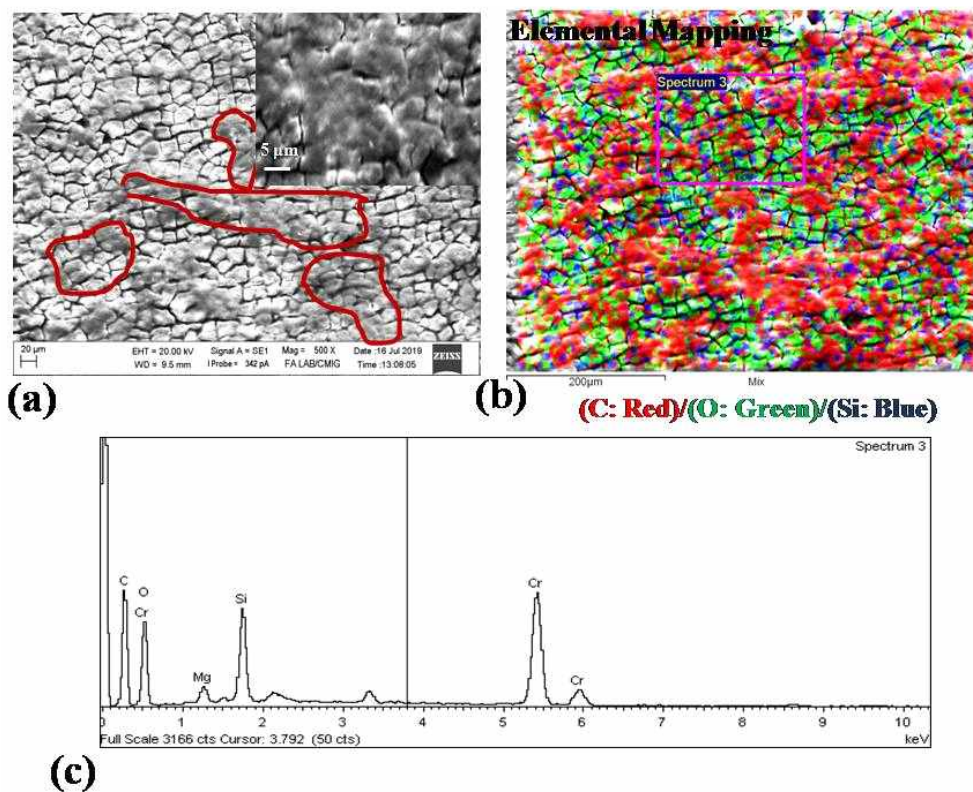 5 µm
20 µm
EHT = 20.00 kV
WD = 9.5 mm
Signal A = SE1
I Probe = 342 pA
Mag = 500 X
FA LAB/CMIG
Date :16 Jul 2019
Time :13:08:05
ZEISS
(a)
Elemental Mapping
Spectrum 3
200µm
Mix
(b)
(C: Red)/(O: Green)/(Si: Blue)
Spectrum 3
C
O
Cr
Mg
Si
Cr
Cr
0 1 2 3 4 5 6 7 8 9 10
Full Scale 3166 cts Cursor: 3.792 (50 cts)
keV
(c)